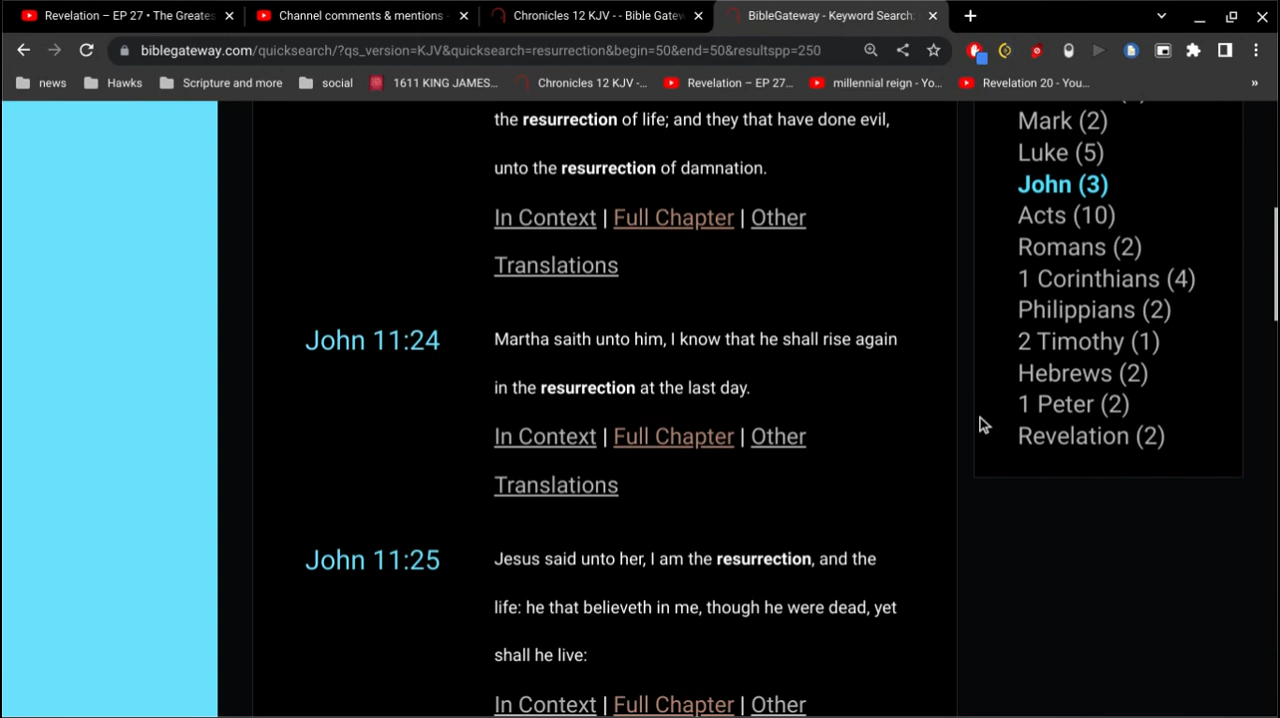 Revelation – EP 27 • The Greates
Channel comments & mentions -
Chronicles 12 KJV - - Bible Gatew
BibleGateway - Keyword Search:
biblegateway.com/quicksearch/?qs_version=KJV&quicksearch=resurrection&begin=50&end=50&resultspp=250
news
Hawks
Scripture and more
social
1611 KING JAMES...
Chronicles 12 KJV -...
Revelation – EP 27...
millennial reign - Yo...
Revelation 20 - You...
»
the resurrection of life; and they that have done evil,
unto the resurrection of damnation.
In Context | Full Chapter | Other
Translations
John 11:24
Martha saith unto him, I know that he shall rise again
in the resurrection at the last day.
In Context | Full Chapter | Other
Translations
John 11:25
Jesus said unto her, I am the resurrection, and the
life: he that believeth in me, though he were dead, yet
shall he live:
In Context | Full Chapter | Other
Mark (2)
Luke (5)
John (3)
Acts (10)
Romans (2)
1 Corinthians (4)
Philippians (2)
2 Timothy (1)
Hebrews (2)
1 Peter (2)
Revelation (2)